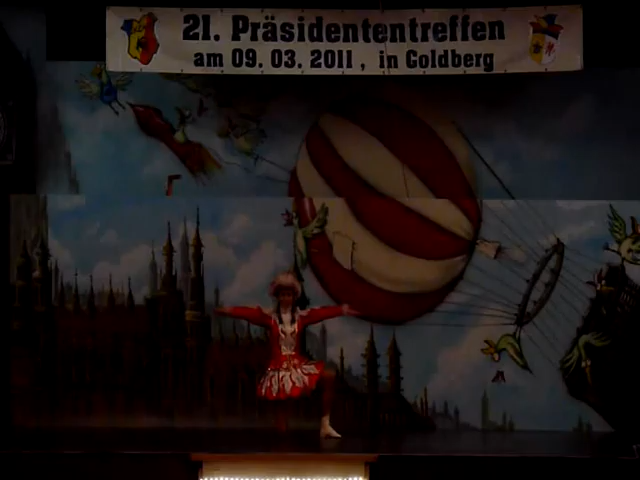 21. Präsidententreffen
am 09. 03. 2011 , in Goldberg